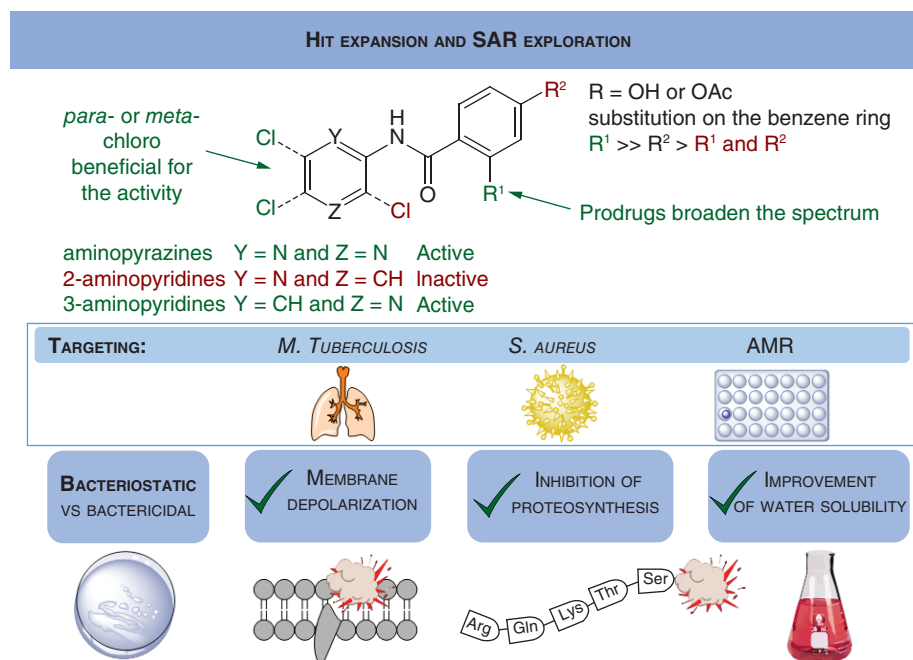 HIT EXPANSION AND SAR EXPLORATION
para- or meta-
chloro
beneficial for
the activity
Cl
Cl
Cl
Y
Z
H
N
O
R¹
R²
R = OH or OAc
substitution on the benzene ring
R¹ >> R² > R¹ and R²
Prodrugs broaden the spectrum
aminopyrazines Y = N and Z = N Active
2-aminopyridines Y = N and Z = CH Inactive
3-aminopyridines Y = CH and Z = N Active
TARGETING: M. TUBERCULOSIS S. AUREUS AMR
BACTERIOSTATIC
VS BACTERICIDAL
MEMBRANE
DEPOLARIZATION
INHIBITION OF
PROTEOSYNTHESIS
IMPROVEMENT
OF WATER SOLUBILITY
Arg Gln Lys Thr Ser